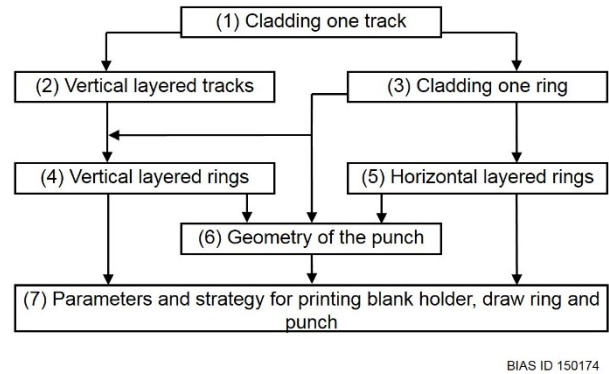 (1) Cladding one track
(2) Vertical layered tracks
(3) Cladding one ring
(4) Vertical layered rings
(5) Horizontal layered rings
(6) Geometry of the punch
(7) Parameters and strategy for printing blank holder, draw ring and
punch
BIAS ID 150174